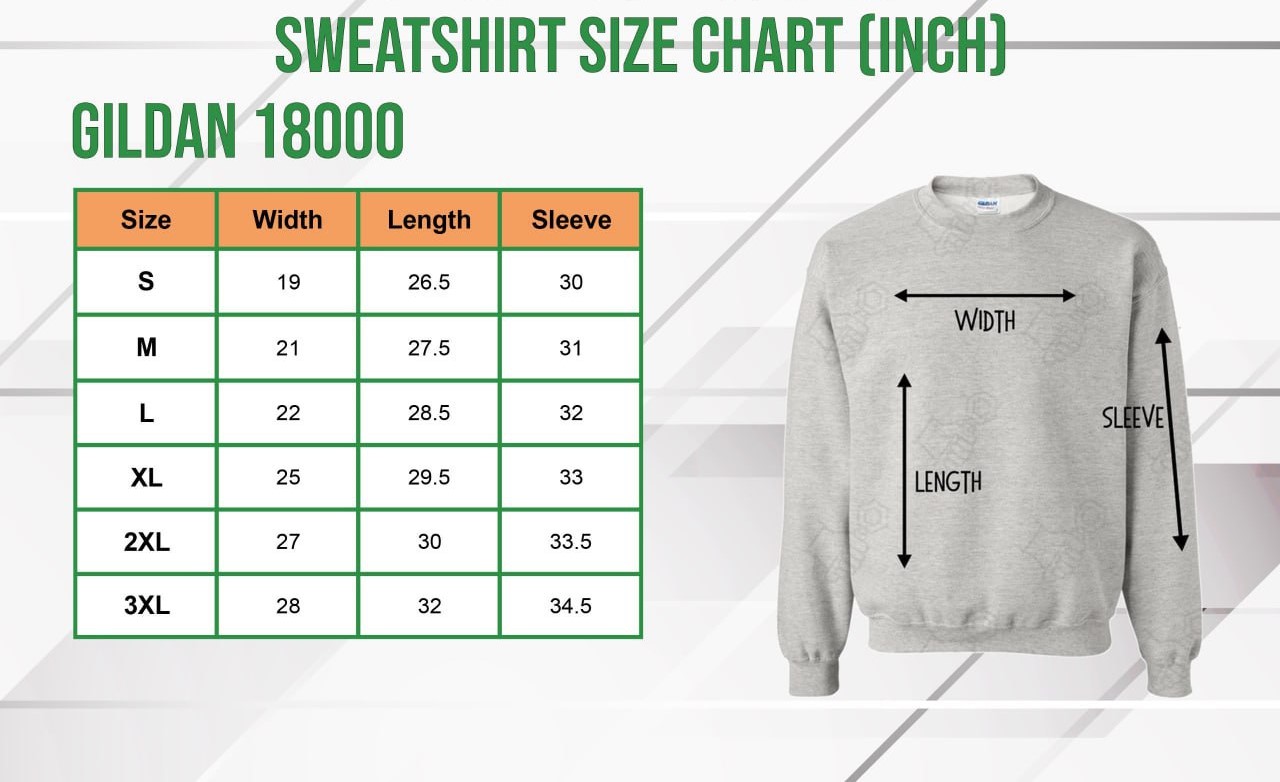 SWEATSHIRT SIZE CHART (INCH)
GILDAN 18000
Size Width Length Sleeve
S 19 26.5 30
M 21 27.5 31
L 22 28.5 32
XL 25 29.5 33
2XL 27 30 33.5
3XL 28 32 34.5
WIDTH
SLEEVE
LENGTH